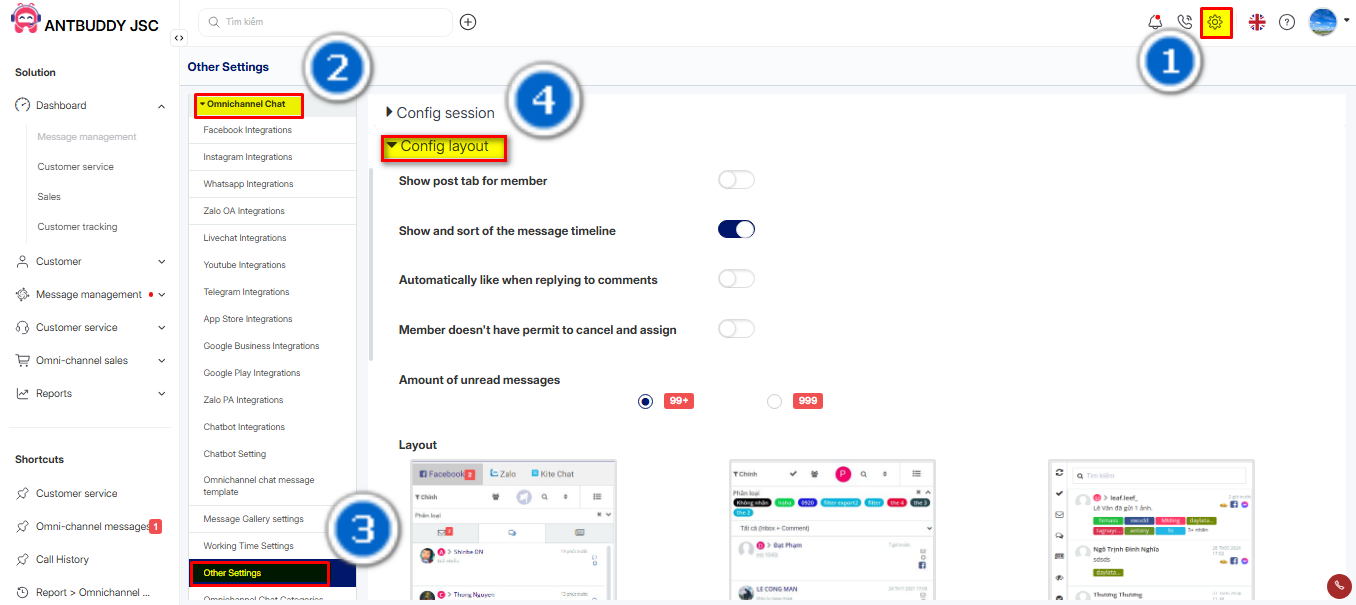 ANTBUDDY JSC
Tìm kiếm
1
2
Other Settings
Solution
Dashboard
Message management
Customer service
Sales
Customer tracking
Customer
Message management
Customer service
Omni-channel sales
Reports
Shortcuts
Customer service
Omni-channel messages 1
Call History
Report > Omnichannel ...
Omnichannel Chat
Facebook Integrations
Instagram Integrations
Whatsapp Integrations
Zalo OA Integrations
Livechat Integrations
Youtube Integrations
Telegram Integrations
App Store Integrations
Google Business Integrations
Google Play Integrations
Zalo PA Integrations
Chatbot Integrations
Chatbot Setting
Omnichannel chat message
template
Message Gallery settings
Working Time Settings
3
Other Settings
Omnichannel Chat Categories
4
Config session
Config layout
Show post tab for member
Show and sort of the message timeline
Automatically like when replying to comments
Member doesn't have permit to cancel and assign
Amount of unread messages
99+
999
Layout
Facebook 2
Zalo
Kite Chat
Chính
Phân loại
Shinbe DN
Thong Nguyen
Chính
P
Phân loại
Không nhãn
haha
0920
filter export2
filter
the 4
the 3
the 2
Tất cả (Inbox + Comment)
Đạt Phạm
LE CONG MAN
Tìm kiếm
leaf.leef_
Lê Văn đã gửi 1 ảnh.
Ngô Trịnh Đình Nghĩa
sdsds
Thương Thương